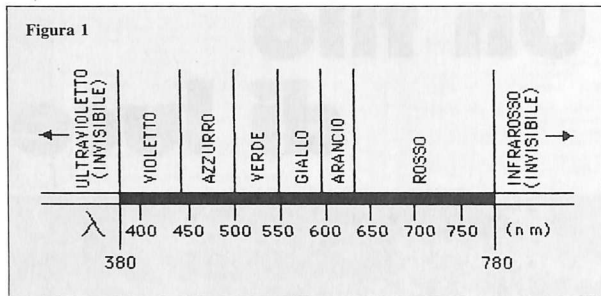 Figura 1
ULTRAVIOLETTO
(INVISIBILE)
VIOLETTO
AZZURRO
VERDE
GIALLO
ARANCIO
ROSSO
INFRAROSSO
(INVISIBILE)
λ 400 450 500 550 600 650 700 750 (nm)
380 780